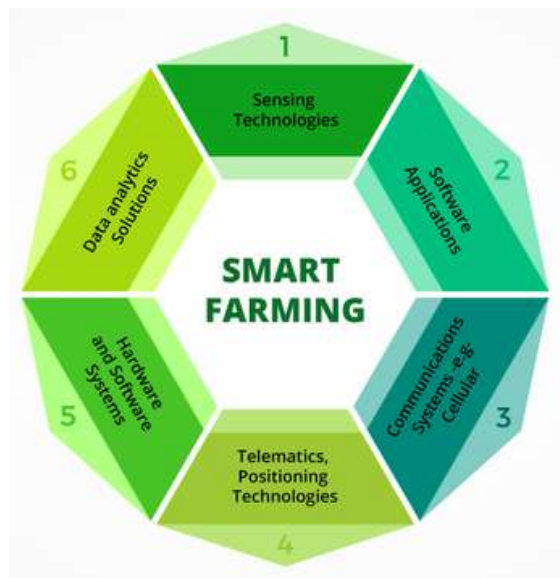 1
Sensing
Technologies
2
Software
Applications
3
Communications
Systems -e.g-
Cellular
4
Telematics,
Positioning
Technologies
5
Hardware
and Software
Systems
6
Data analytics
Solutions
SMART
FARMING